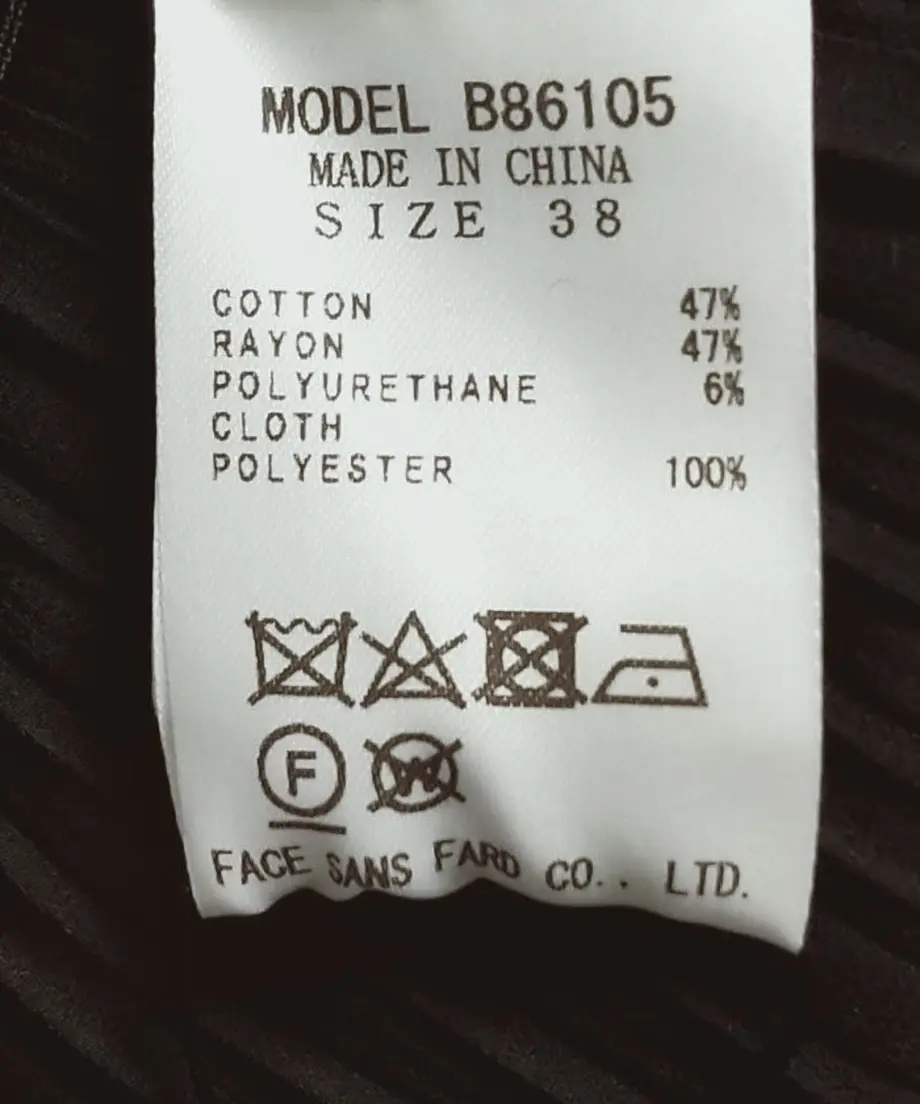 MODEL B86105
MADE IN CHINA
SIZE 38
COTTON 47%
RAYON 47%
POLYURETHANE 6%
CLOTH
POLYESTER 100%
F W
FACE SANS FARD CO.. LTD.